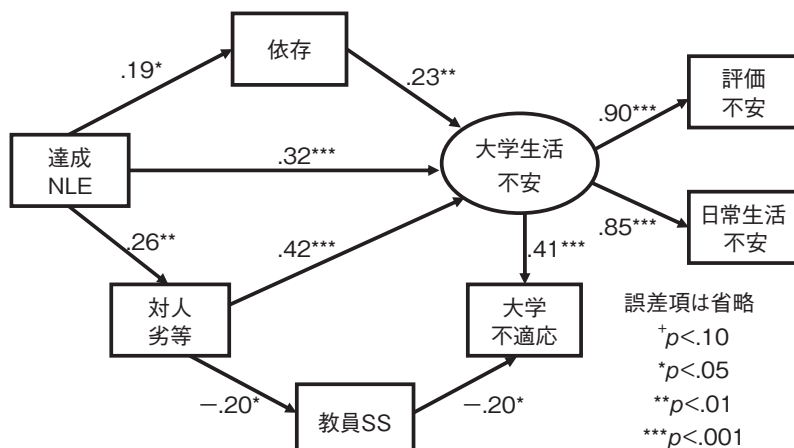 依存
.19*
.23**
評価
不安
.90***
達成
NLE
.32***
大学生活
不安
.85***
日常生活
不安
.26**
.42***
.41***
対人
劣等
大学
不適応
−.20*
教員SS
−.20*
誤差項は省略
+p<.10
*p<.05
**p<.01
***p<.001